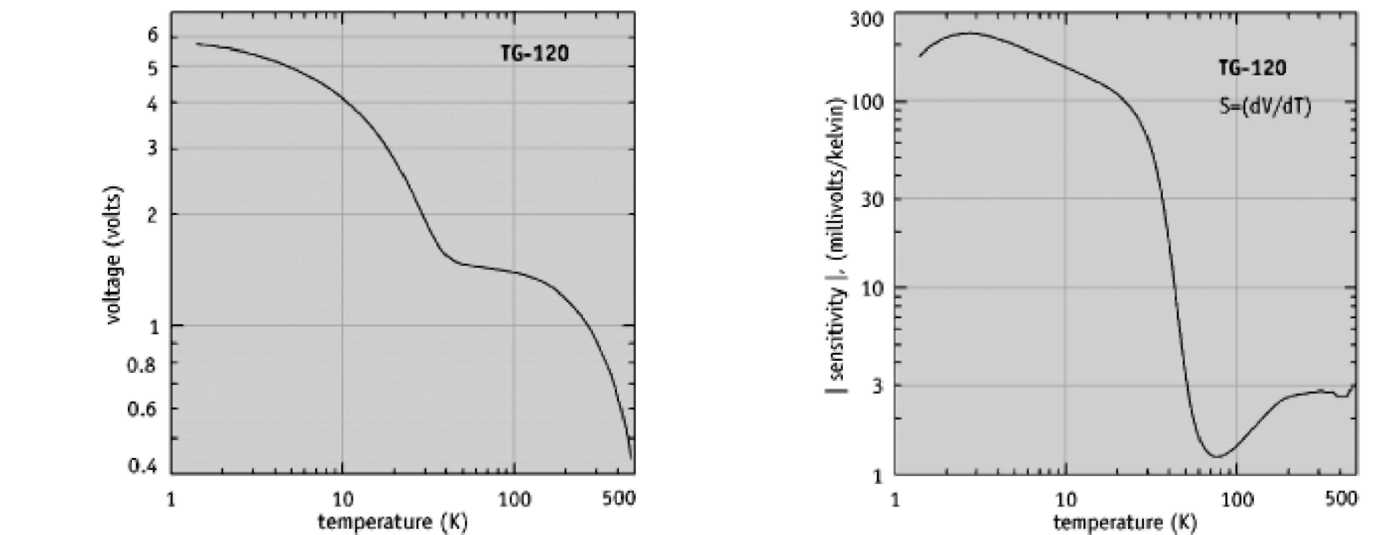 6
5
4
3
2
1
0.8
0.6
0.4
voltage (volts)
TG-120
1 10 100 500
temperature (K)
300
100
30
10
3
1
| sensitivity |, (millivolts/kelvin)
TG-120
S=(dV/dT)
1 10 100 500
temperature (K)